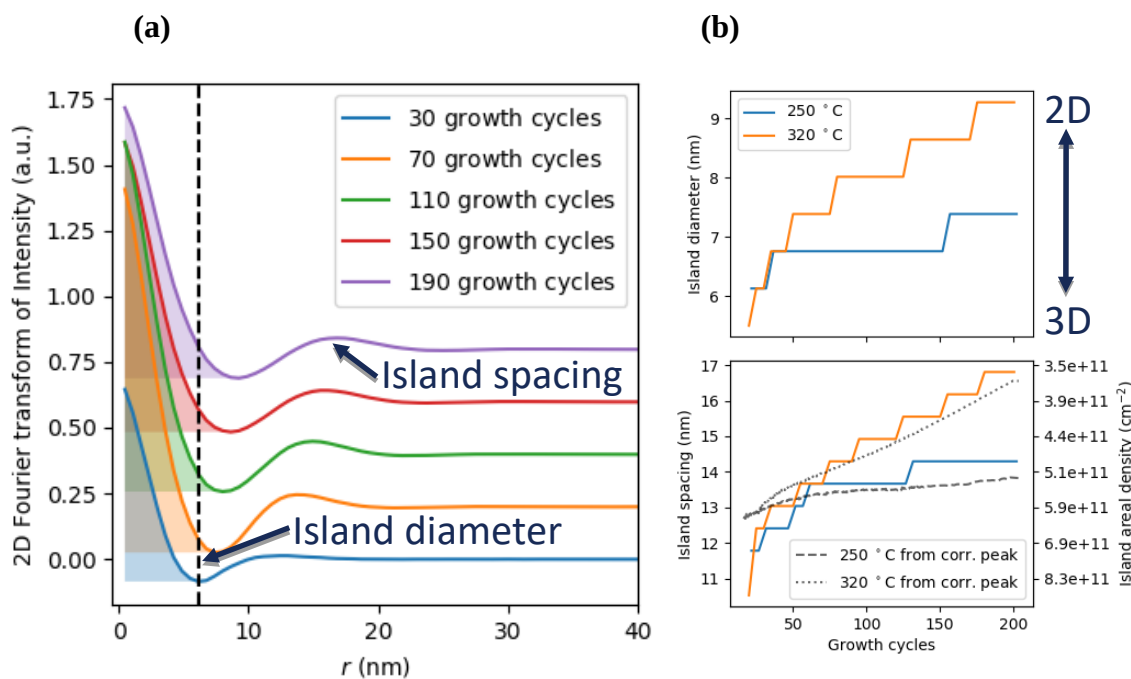 (a)
2D Fourier transform of Intensity (a.u.)
1.75
1.50
1.25
1.00
0.75
0.50
0.25
0.00
30 growth cycles
70 growth cycles
110 growth cycles
150 growth cycles
190 growth cycles
Island spacing
Island diameter
0
10
20
30
40
r (nm)
(b)
Island diameter (nm)
9
8
7
6
250 °C
320 °C
2D
3D
Island spacing (nm)
17
16
15
14
13
12
11
3.5e+11
3.9e+11
4.4e+11
5.1e+11
5.9e+11
6.9e+11
8.3e+11
Island areal density (cm⁻²)
250 °C from corr. peak
320 °C from corr. peak
50
100
150
200
Growth cycles